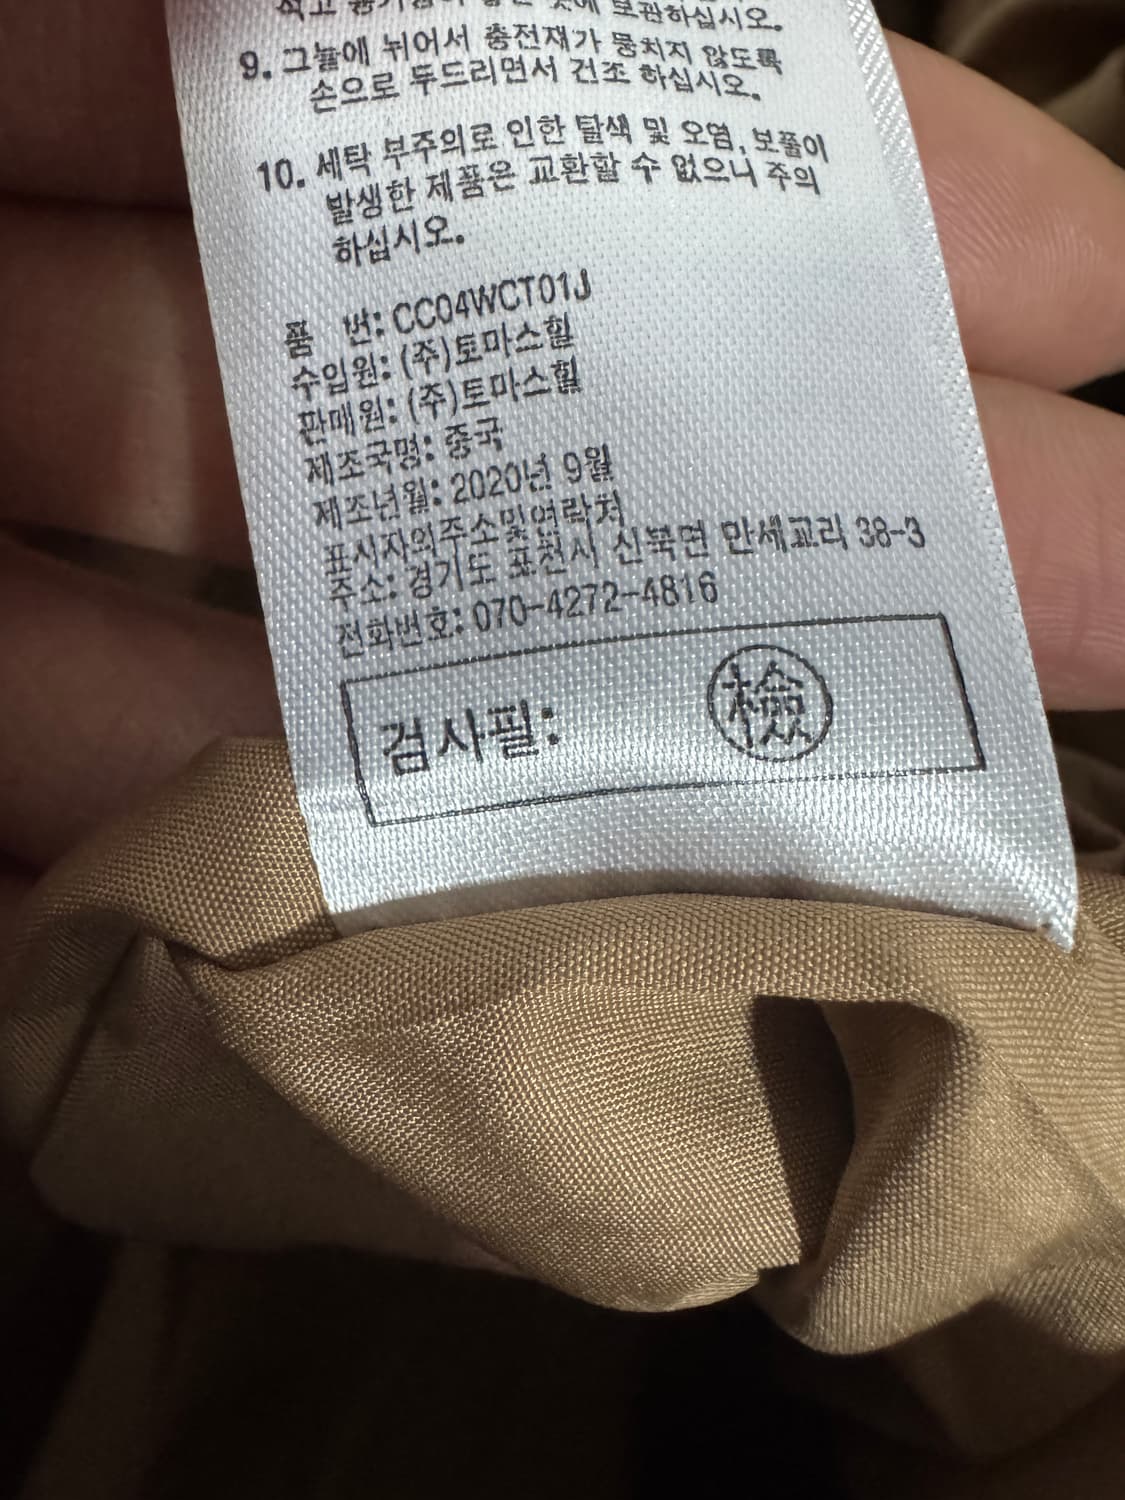 보관하십시오.
9. 그늘에 뉘어서 충전재가 뭉치지 않도록
손으로 두드리면서 건조 하십시오.
10. 세탁 부주의로 인한 탈색 및 오염, 보풀이
발생한 제품은 교환할 수 없으니 주의
하십시오.
품 번: CC04WCT01J
수입원: (주)토마스힐
판매원: (주)토마스힐
제조국명: 중국
제조년월: 2020년 9월
표시자의주소및연락처
주소: 경기도 포천시 신북면 만세교리 38-3
전화번호: 070-4272-4816
검사필: 檢